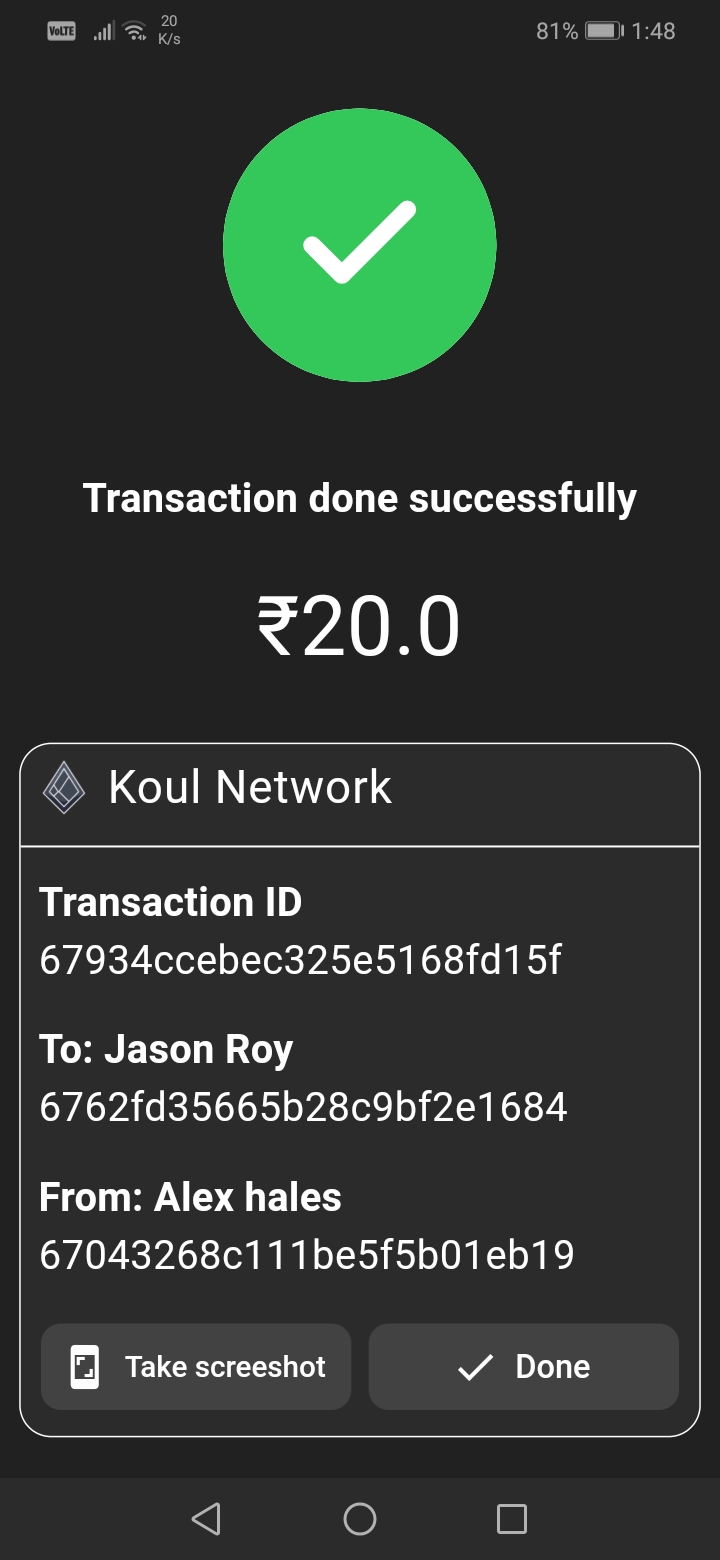 VoLTE 20 K/s 81% 1:48
Transaction done successfully
₹20.0
Koul Network
Transaction ID
67934ccebec325e5168fd15f
To: Jason Roy
6762fd35665b28c9bf2e1684
From: Alex hales
67043268c111be5f5b01eb19
Take screeshot Done